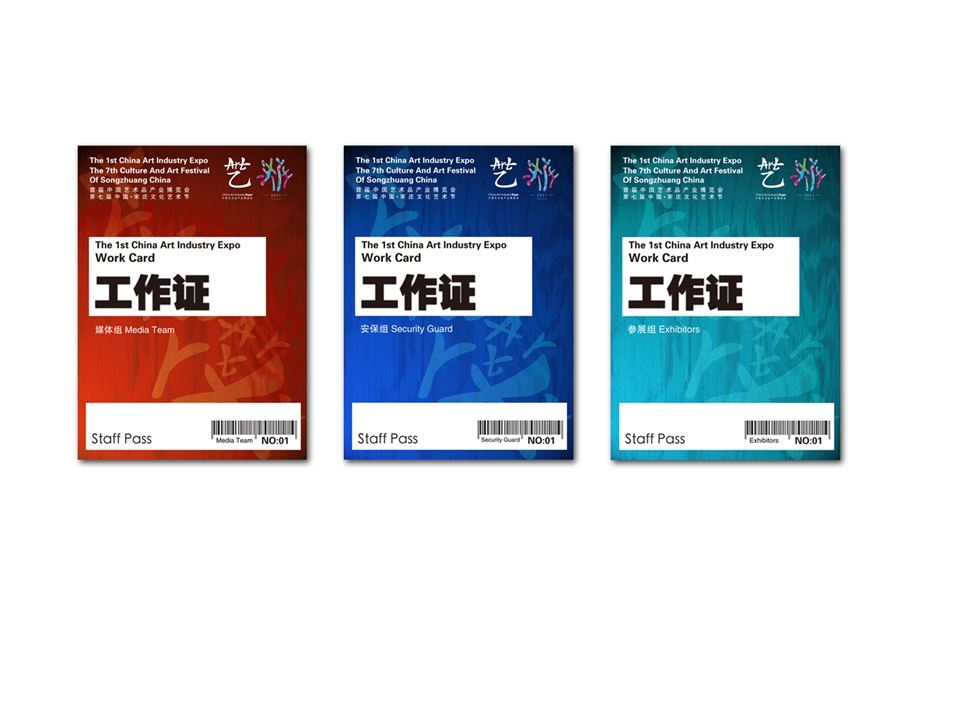 The 1st China Art Industry Expo
The 7th Culture And Art Festival
Of Songzhuang China
首届中国艺术品产业博览会
第七届中国·宋庄文化艺术节
Art
艺
The 1st China Art Industry Expo
Work Card
工作证
媒体组 Media Team
Staff Pass
Media Team NO:01
The 1st China Art Industry Expo
The 7th Culture And Art Festival
Of Songzhuang China
首届中国艺术品产业博览会
第七届中国·宋庄文化艺术节
Art
艺
The 1st China Art Industry Expo
Work Card
工作证
安保组 Security Guard
Staff Pass
Security Guard NO:01
The 1st China Art Industry Expo
The 7th Culture And Art Festival
Of Songzhuang China
首届中国艺术品产业博览会
第七届中国·宋庄文化艺术节
Art
艺
The 1st China Art Industry Expo
Work Card
工作证
参展组 Exhibitors
Staff Pass
Exhibitors NO:01